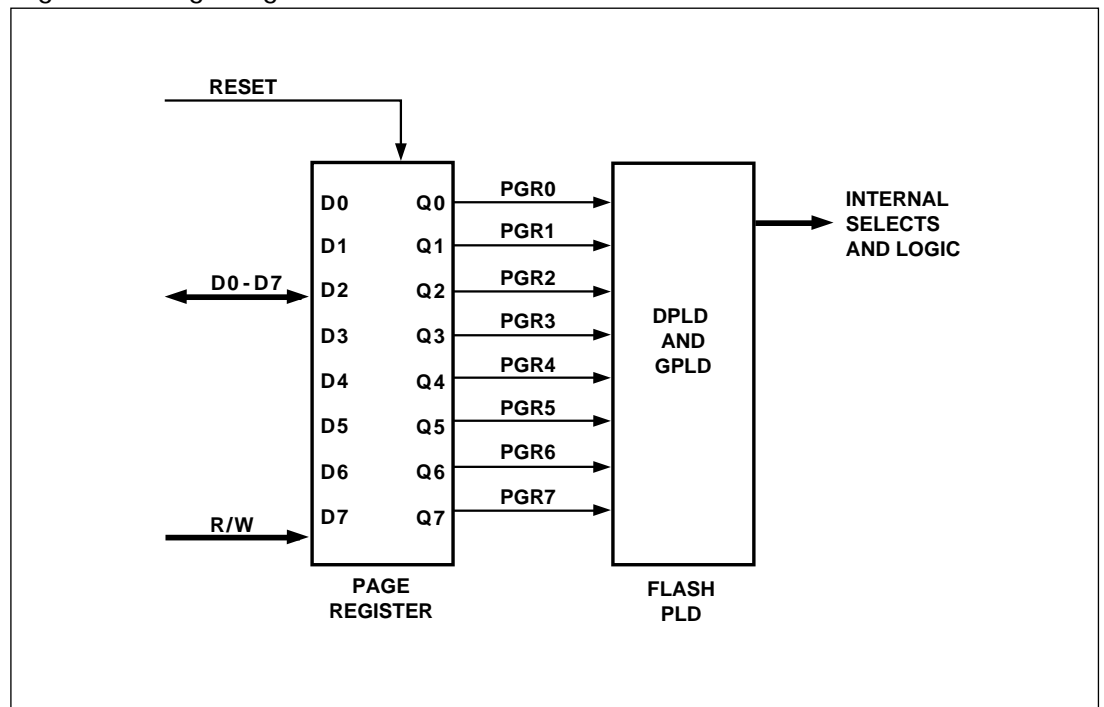 RESET
D0 Q0 PGR0
D1 Q1 PGR1
D0-D7 D2 Q2 PGR2
D3 Q3 PGR3
D4 Q4 PGR4
D5 Q5 PGR5
D6 Q6 PGR6
R/W D7 Q7 PGR7
DPLD
AND
GPLD
INTERNAL
SELECTS
AND LOGIC
PAGE
REGISTER
FLASH
PLD